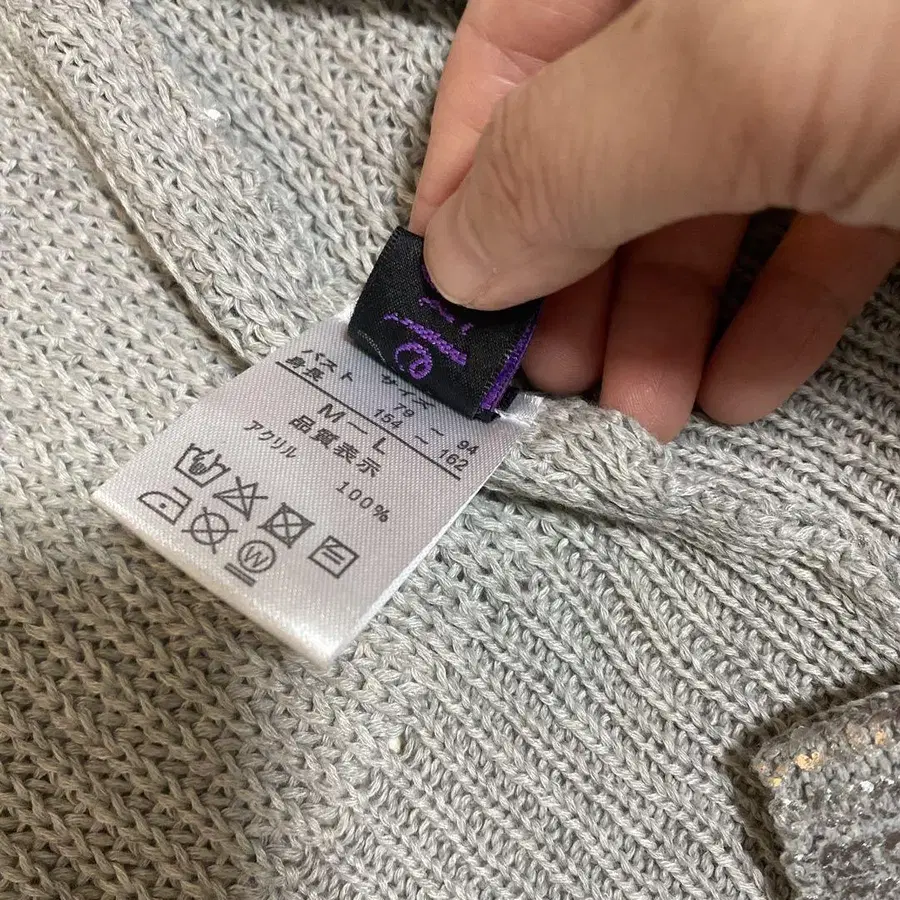 バスト サイズ 79 ~ 94
身長 154 ~ 162
M — L
品質表示
アクリル 100%
W